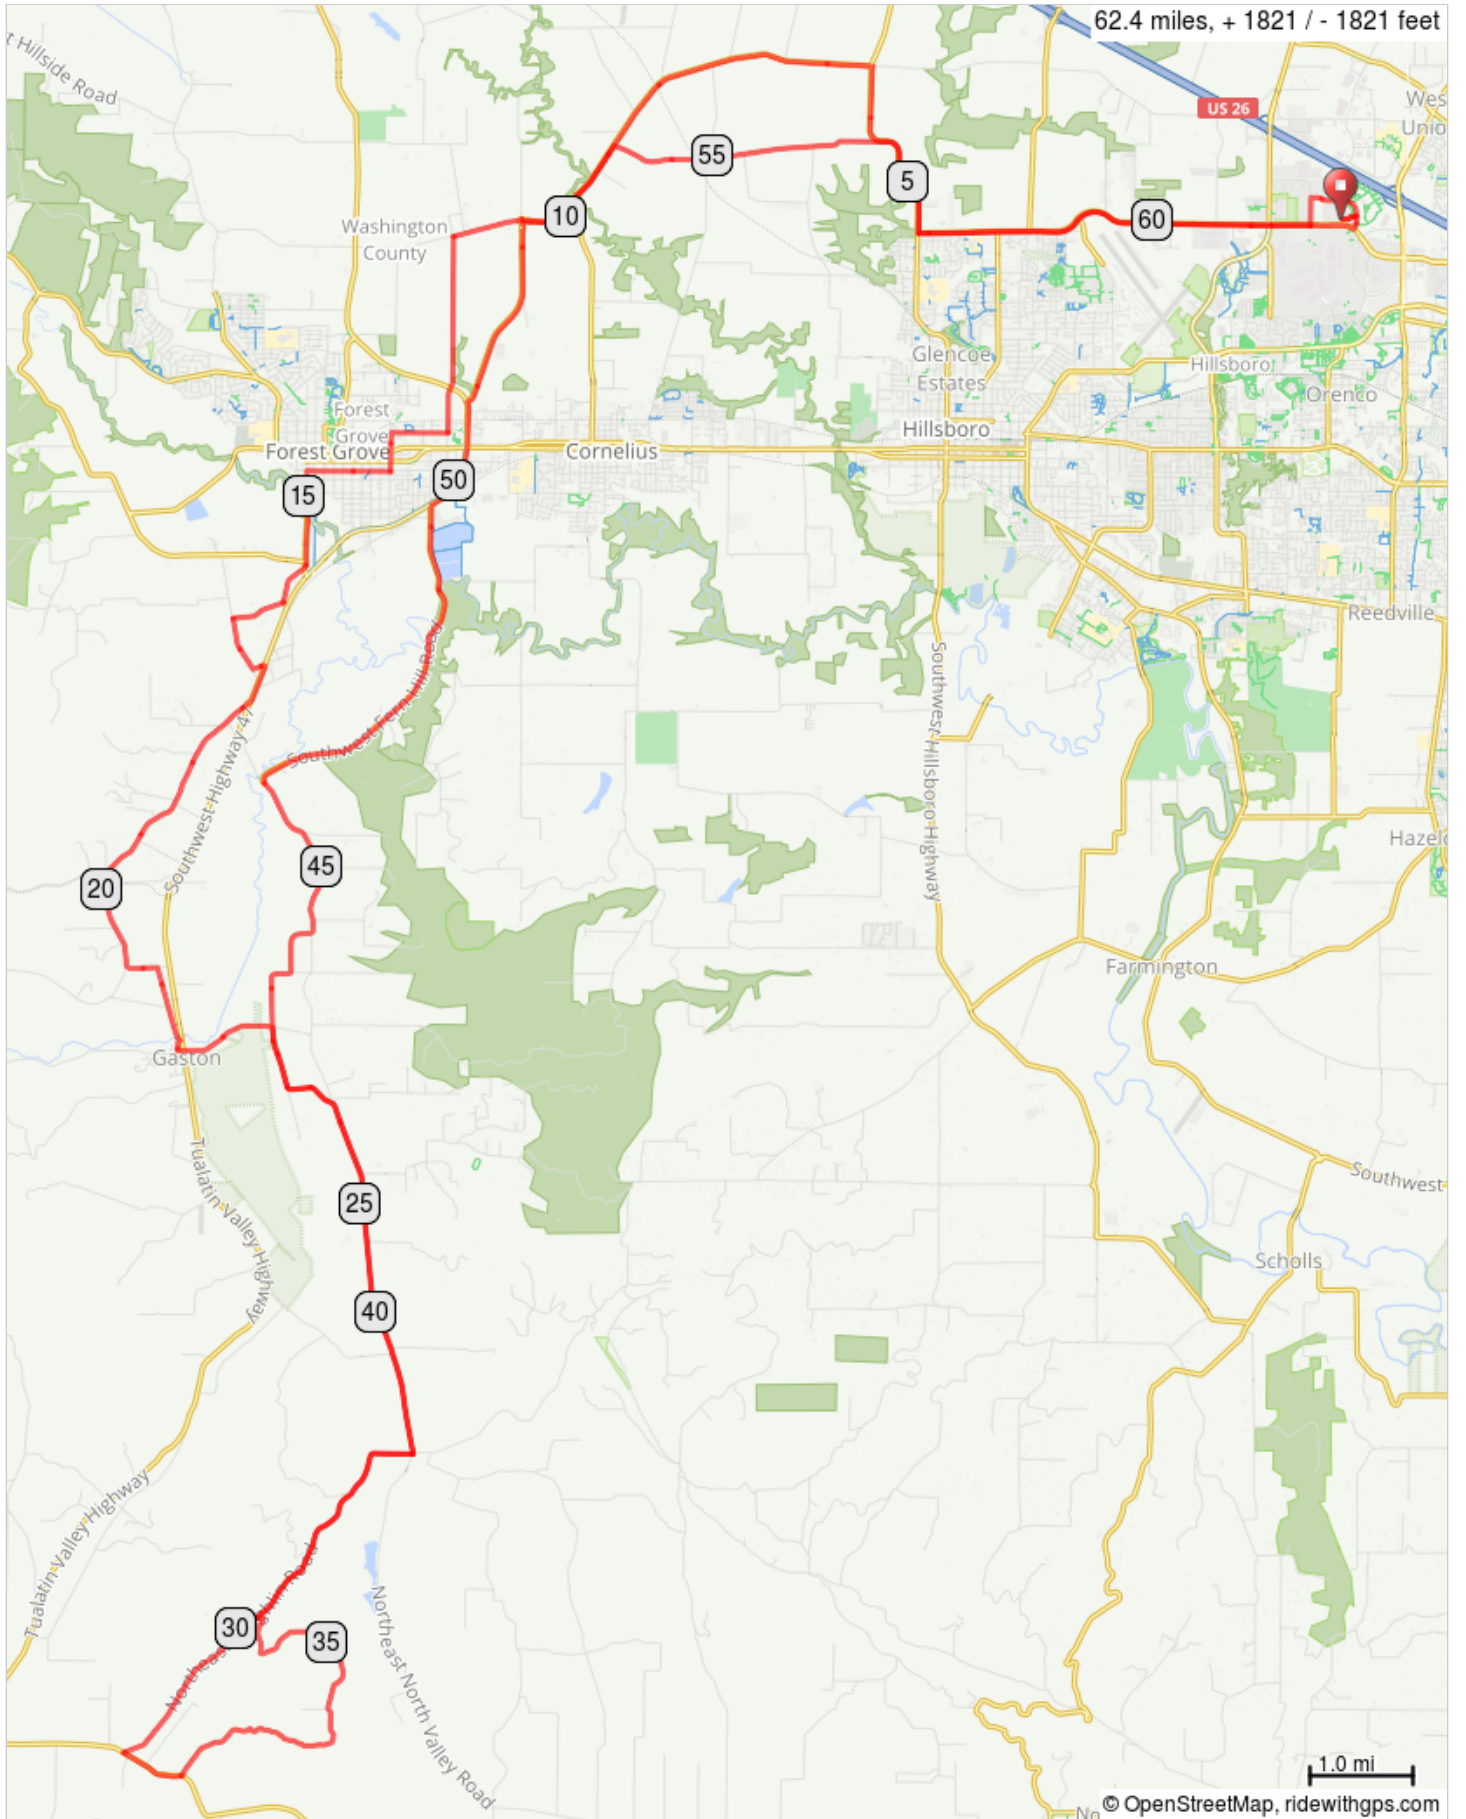 62.4 miles, + 1821 / - 1821 feet
t Hillside Road
US 26
Wes
Unio
55
5
10
60
Washington
County
Glencoe
Estates
Hillsboro
Orenco
Forest
Grove
Forest Grove
Cornelius
Hillsboro
15
50
Reedville
Southwest Fern Hill Road
Southwest Hillsboro Highway
Southwest Highway 47
Hazel
45
20
Farmington
Gaston
Tualatin Valley Highway
Southwest
25
Scholls
40
Tualatin Valley Highway
30
35
Northeast North Valley Road
1.0 mi
© OpenStreetMap, ridewithgps.com